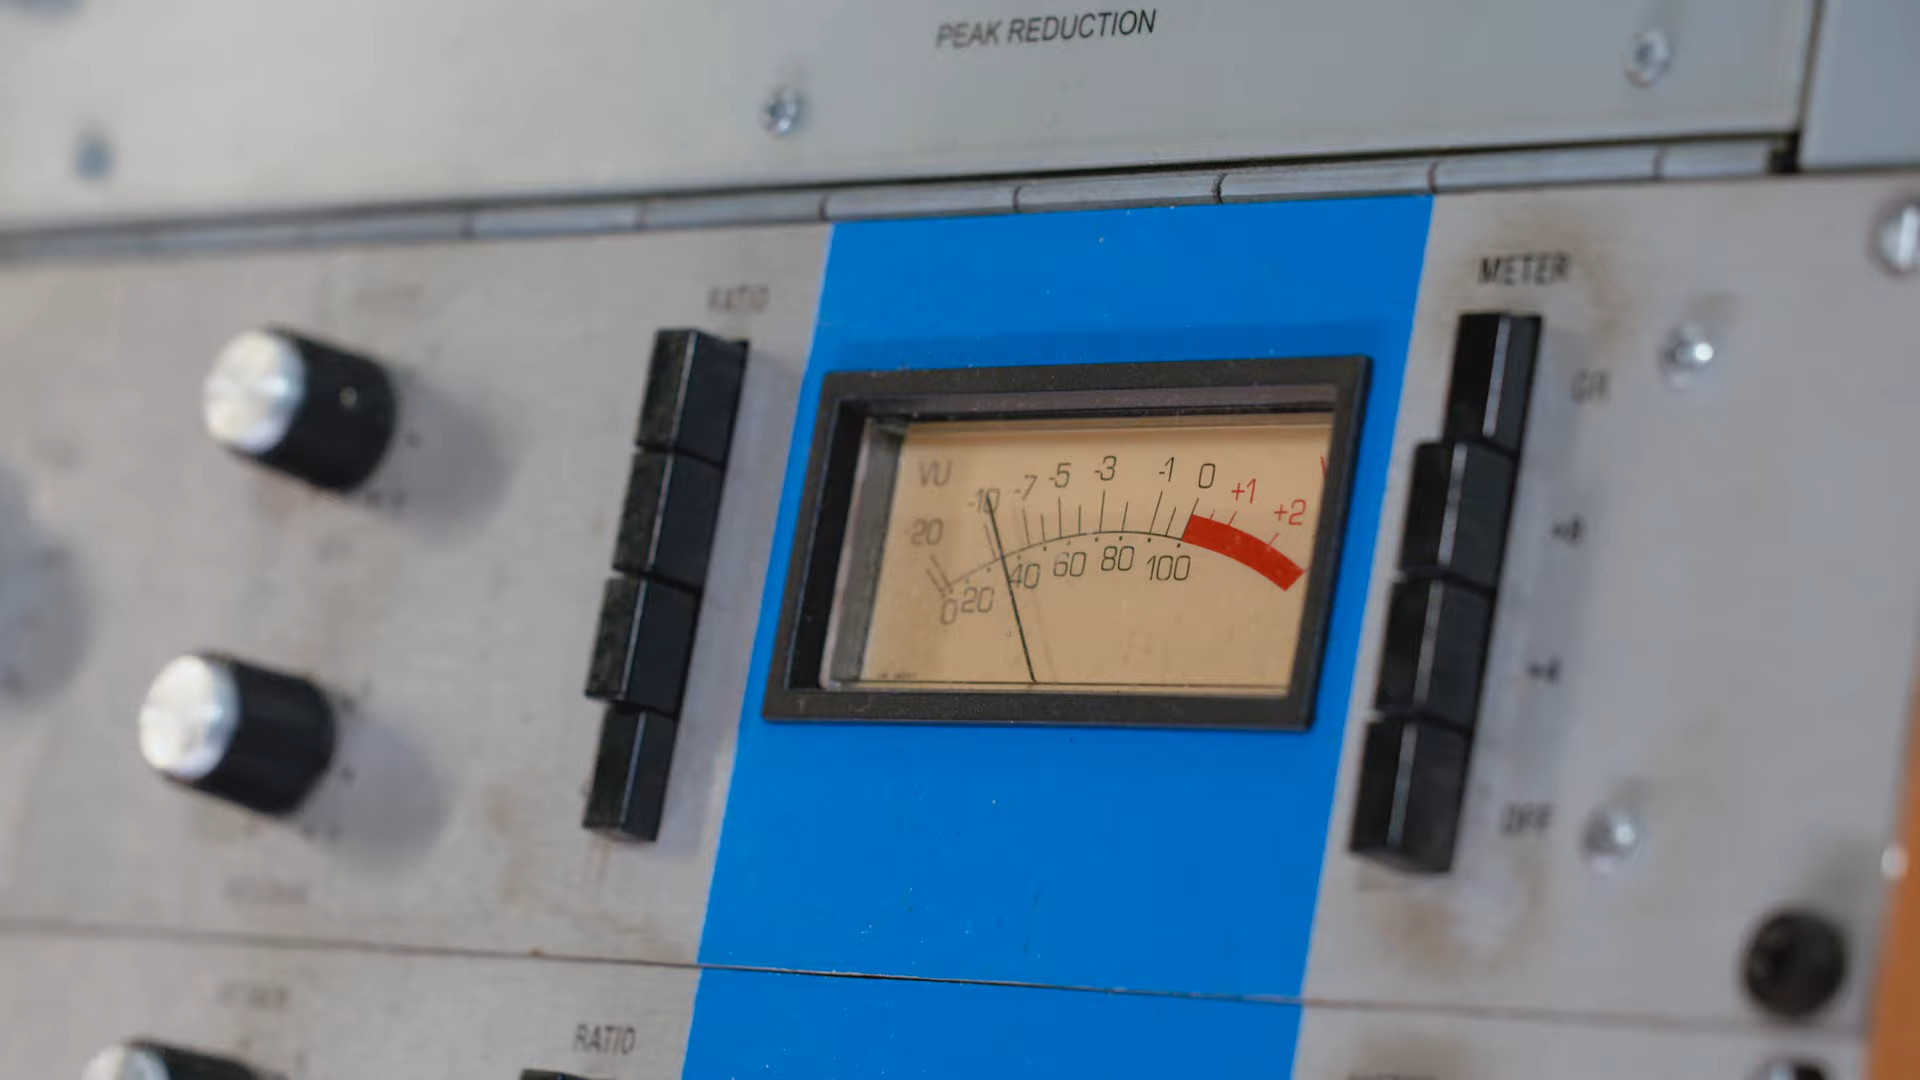 PEAK REDUCTION
METER
RATIO
GR
VU
-20
-10
-7
-5
-3
-1
0
+1
+2
0
20
40
60
80
100
+8
+4
OFF
RATIO